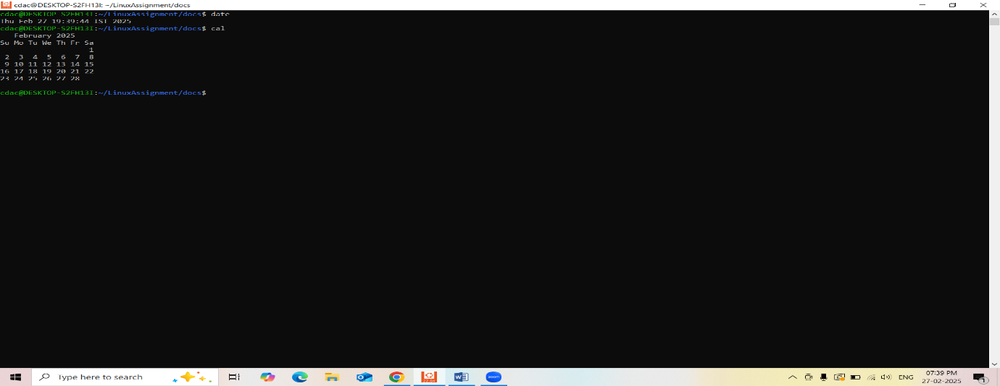 cdac@DESKTOP-S2FH13I: ~/LinuxAssignment/docs
cdac@DESKTOP-S2FH13I:~/LinuxAssignment/docs$ date
Thu Feb 27 19:39:44 IST 2025
cdac@DESKTOP-S2FH13I:~/LinuxAssignment/docs$ cal
   February 2025
Su Mo Tu We Th Fr Sa
                   1
 2  3  4  5  6  7  8
 9 10 11 12 13 14 15
16 17 18 19 20 21 22
23 24 25 26 27 28
cdac@DESKTOP-S2FH13I:~/LinuxAssignment/docs$
Type here to search
zoom
ENG
07:39 PM
27-02-2025
1